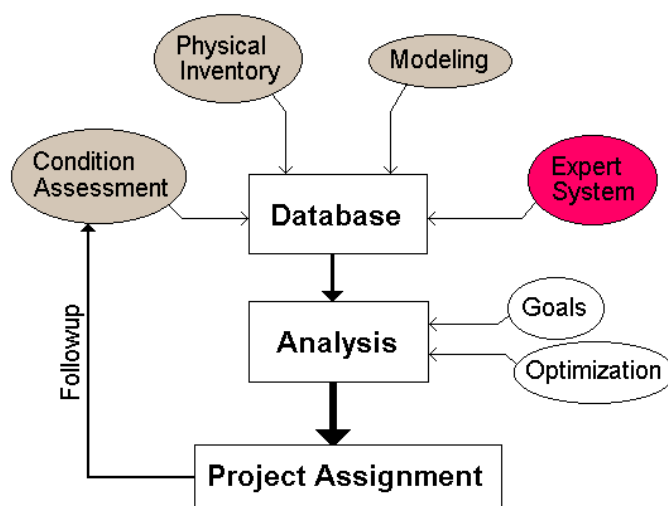 Physical
Inventory
Modeling
Condition
Assessment
Expert
System
Database
Goals
Analysis
Optimization
Followup
Project Assignment